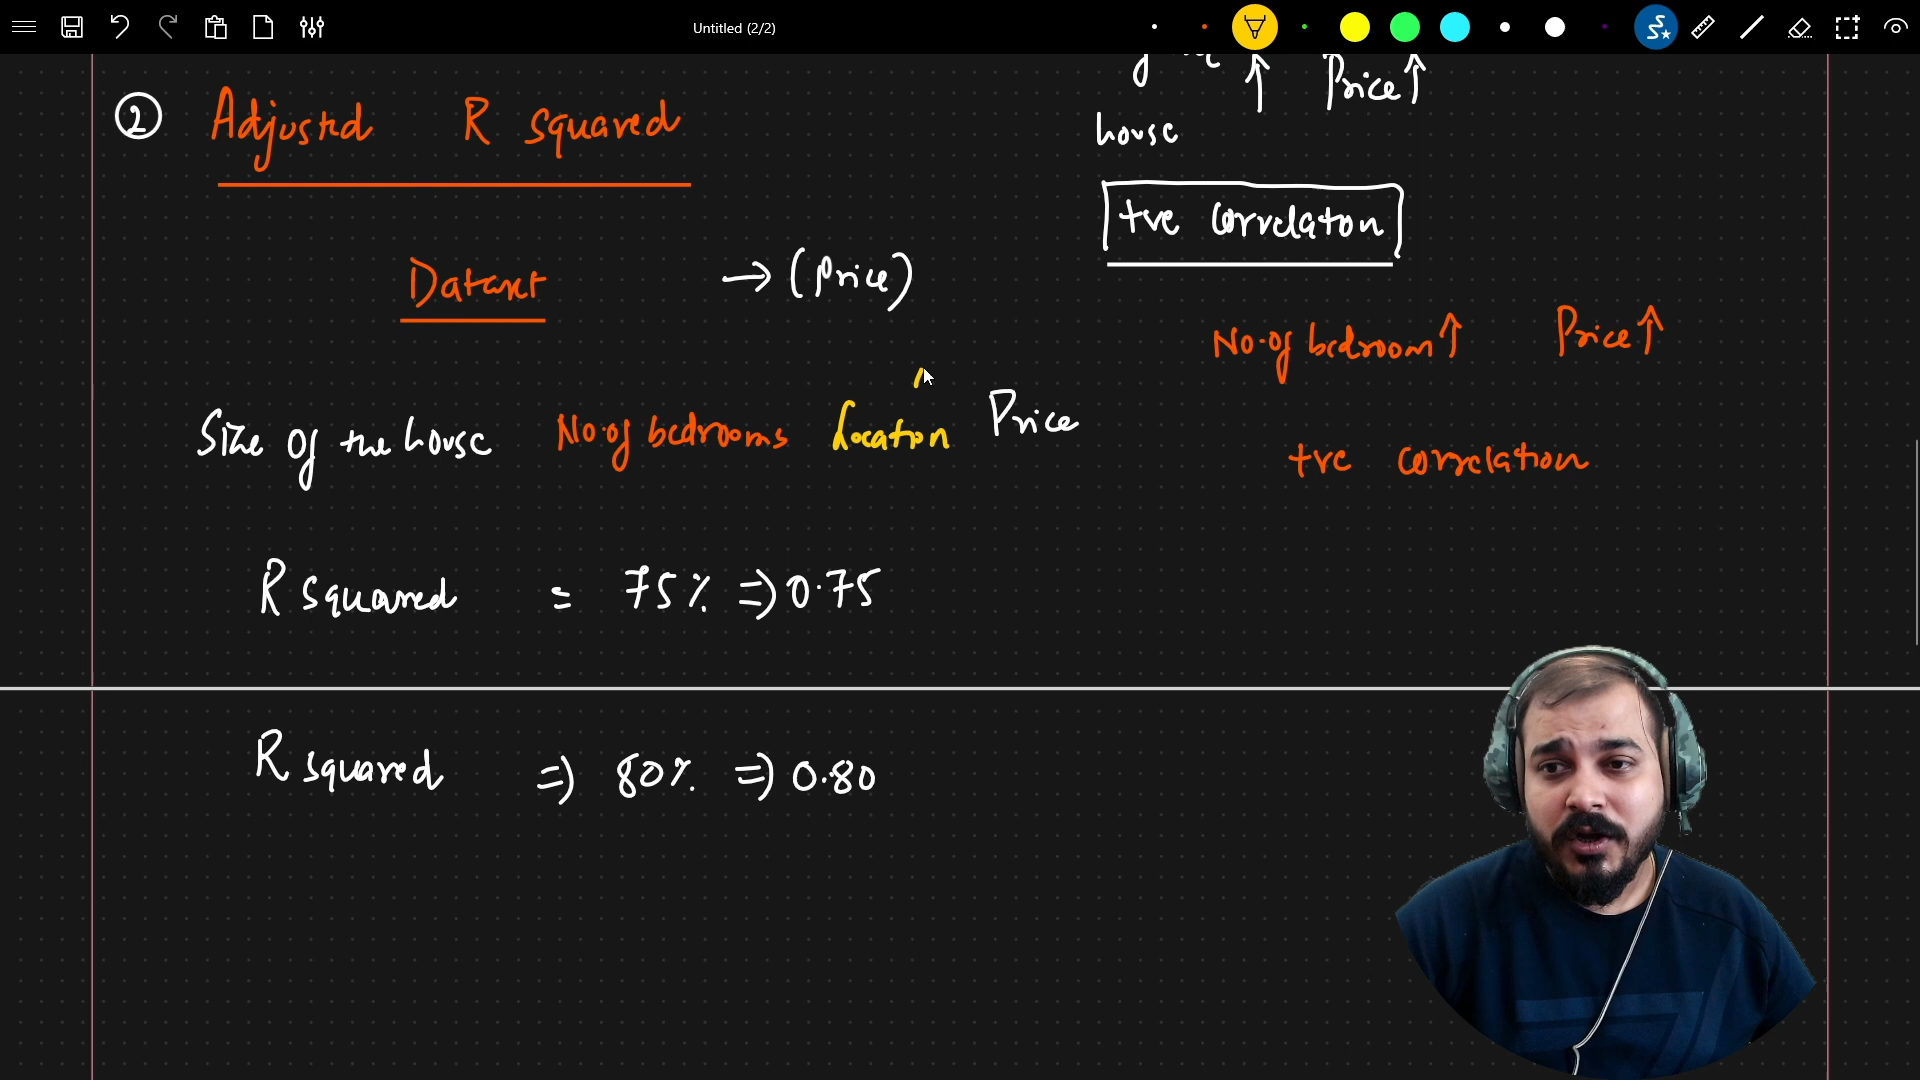 Untitled (2/2)
Price ↑
house
② Adjusted R squared
+ve Correlaton
Dataset → (Price)
No. of bedroom ↑ Price ↑
Size of the house No. of bedrooms Location Price
+ve correlation
R squared = 75% ⇒ 0.75
R squared ⇒ 80% ⇒ 0.80